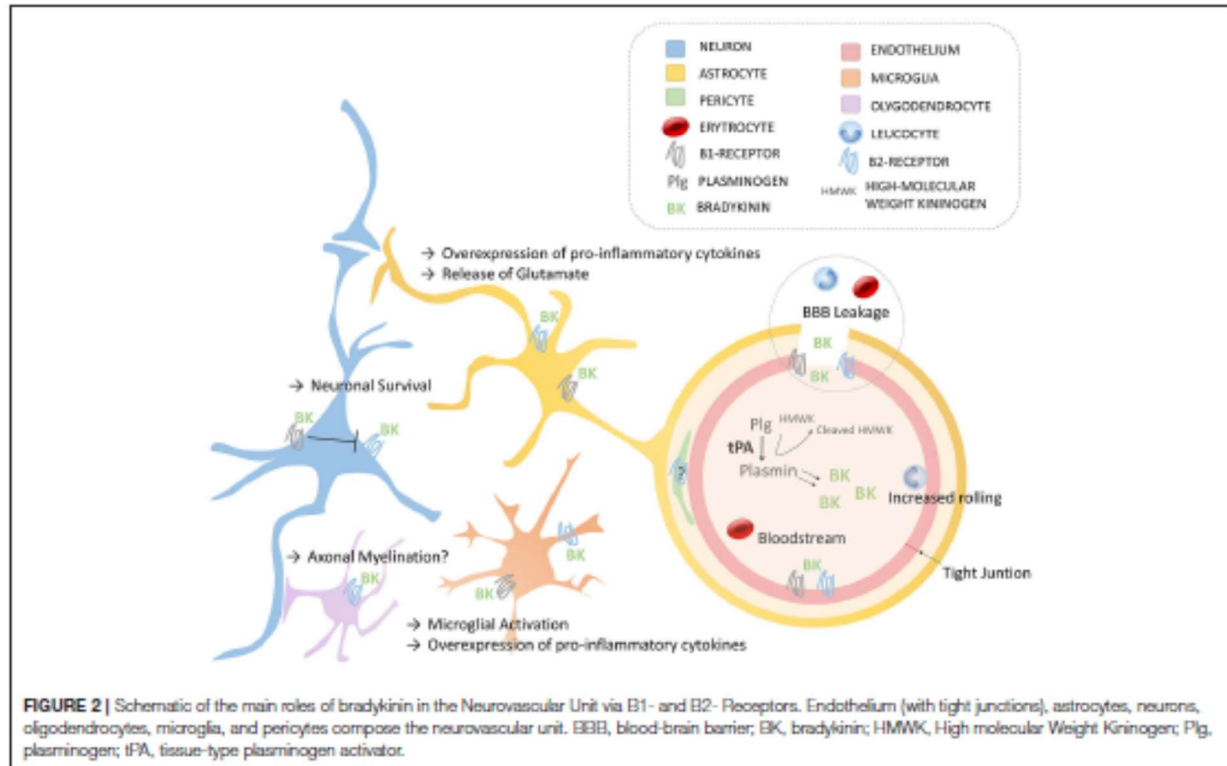 NEURON
ASTROCYTE
PERICYTE
ERYTROCYTE
B1-RECEPTOR
Plg PLASMINOGEN
BK BRADYKININ
ENDOTHELIUM
MICROGLIA
OLYGODENDROCYTE
LEUCOCYTE
B2-RECEPTOR
HMWK HIGH-MOLECULAR
WEIGHT KININOGEN
→ Overexpression of pro-inflammatory cytokines
→ Release of Glutamate
BK
BK
→ Neuronal Survival
BK
BK
BBB Leakage
BK
BK
Plg HMWK
Cleaved HMWK
tPA
Plasmin
BK
BK
BK
?
Increased rolling
Bloodstream
BK
Tight Juntion
→ Axonal Myelination?
BK
BK
BK
→ Microglial Activation
→ Overexpression of pro-inflammatory cytokines
FIGURE 2 | Schematic of the main roles of bradykinin in the Neurovascular Unit via B1- and B2- Receptors. Endothelium (with tight junctions), astrocytes, neurons,
oligodendrocytes, microglia, and pericytes compose the neurovascular unit. BBB, blood-brain barrier; BK, bradykinin; HMWK, High molecular Weight Kininogen; Plg,
plasminogen; tPA, tissue-type plasminogen activator.